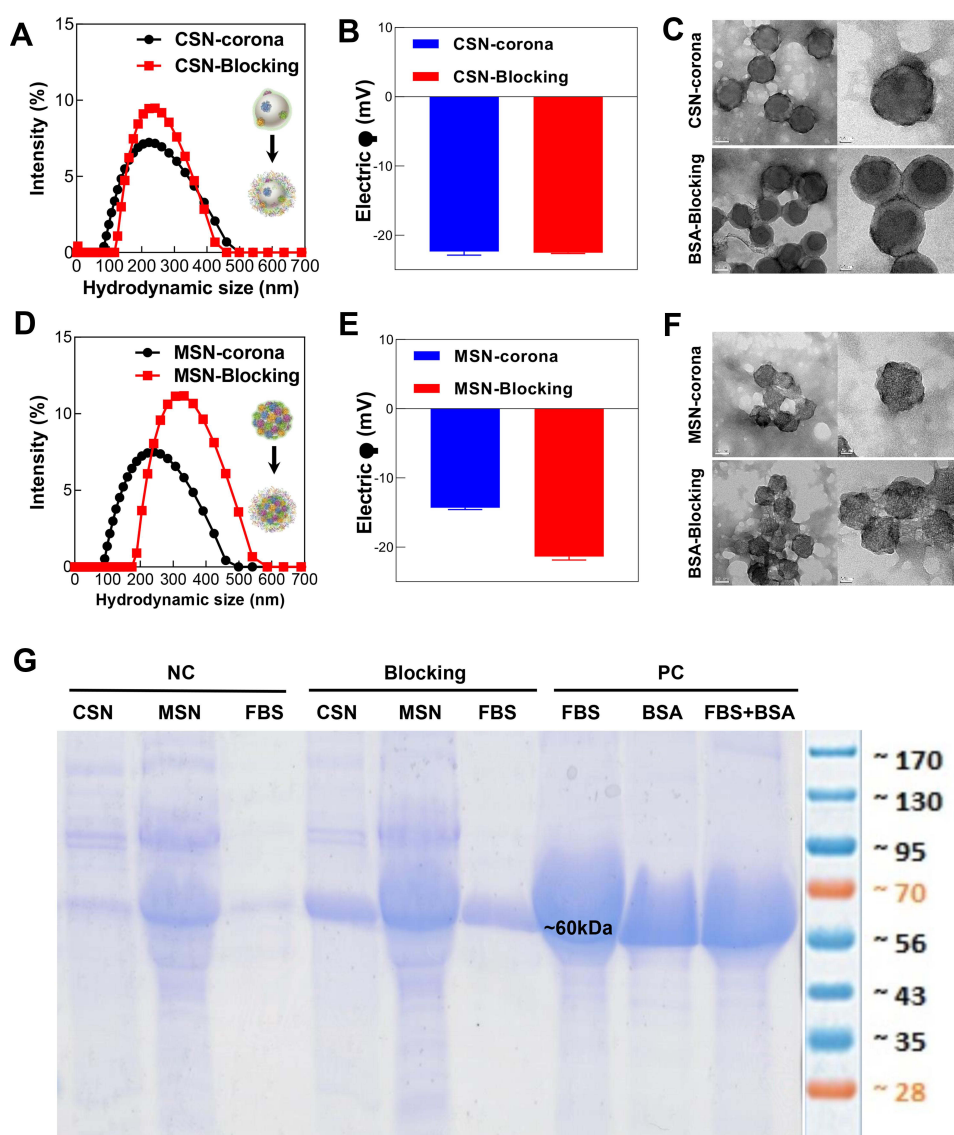 A
CSN-corona
CSN-Blocking
15
10
5
0
Intensity (%)
0 100 200 300 400 500 600 700
Hydrodynamic size (nm)
B
CSN-corona
CSN-Blocking
10
0
-10
-20
Electric (mV)
C
CSN-corona
BSA-Blocking
D
MSN-corona
MSN-Blocking
15
10
5
0
Intensity (%)
0 100 200 300 400 500 600 700
Hydrodynamic size (nm)
E
MSN-corona
MSN-Blocking
10
0
-10
-20
Electric (mV)
F
MSN-corona
BSA-Blocking
G
NC Blocking PC
CSN MSN FBS CSN MSN FBS FBS BSA FBS+BSA
~60kDa
~ 170
~ 130
~ 95
~ 70
~ 56
~ 43
~ 35
~ 28